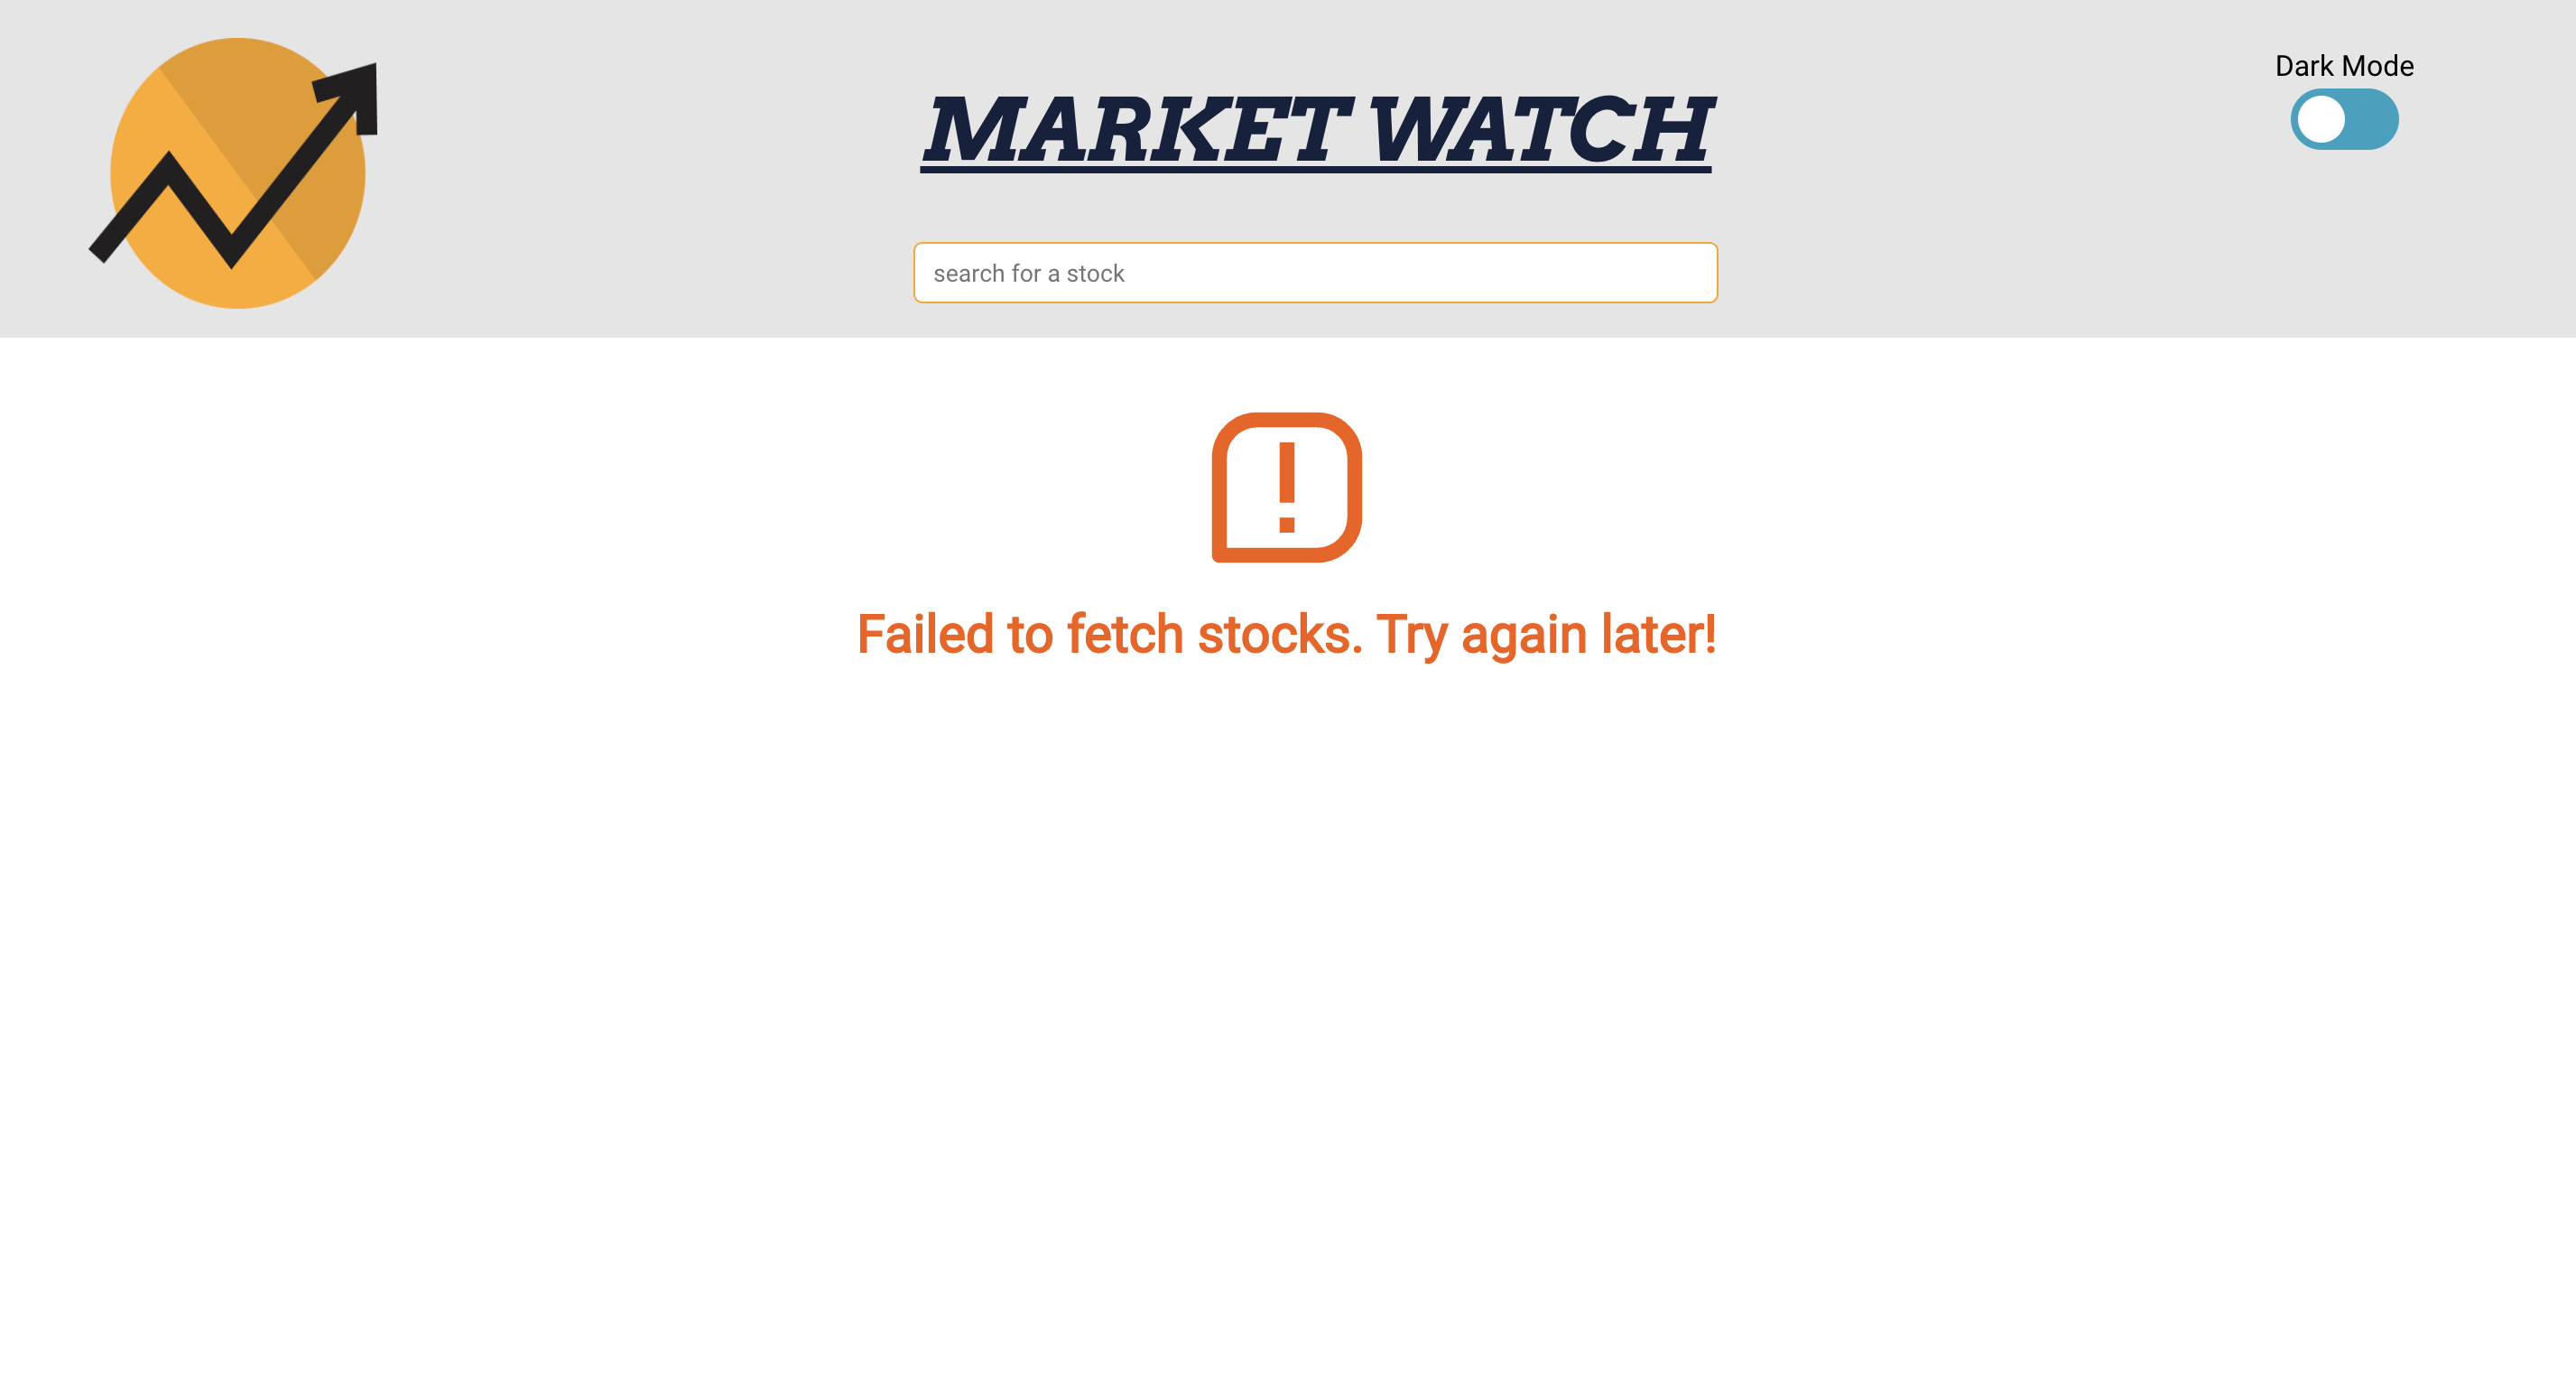 Dark Mode
MARKET WATCH
search for a stock
!
Failed to fetch stocks. Try again later!